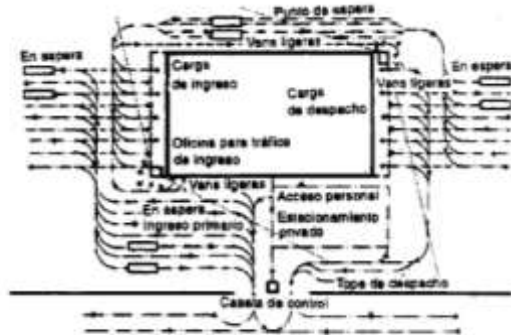 Punto de espera
Vans ligeras
En espera
En espera
Carga
de ingreso
Vans ligeras
Carga
de despacho
Oficina para tráfico
de ingreso
Vans ligeras
Acceso personal
En espera
ingreso primario
Estacionamiento
privado
Tope de despacho
Caseta de control